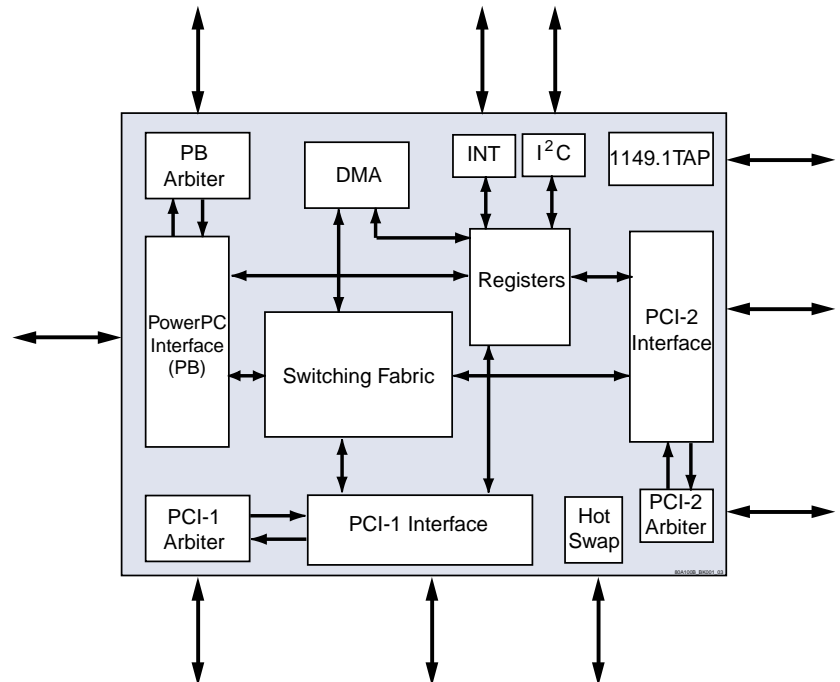 PB
Arbiter
DMA
INT
I²C
1149.1TAP
PowerPC
Interface
(PB)
Registers
PCI-2
Interface
Switching Fabric
PCI-1
Arbiter
PCI-1 Interface
Hot
Swap
PCI-2
Arbiter
80A100B_BK001_03